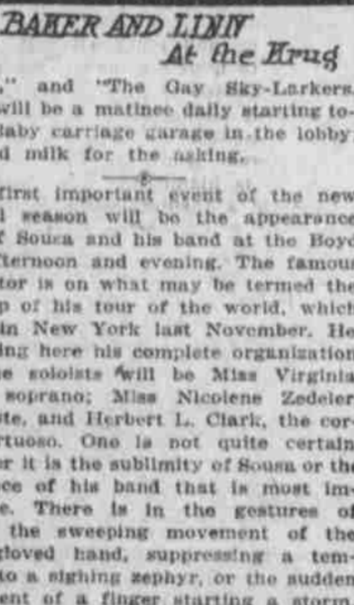 BAKER AND LINN
At the Krug
," and "The Gay Sky-Larkers.
will be a matinee daily starting to-
Baby carriage garage in the lobby
d milk for the asking.
first important event of the new
l season will be the appearance
f Sousa and his band at the Boyd
fternoon and evening. The famous
tor is on what may be termed the
p of his tour of the world, which
in New York last November. He
ing here his complete organization
e soloists will be Miss Virginia
soprano; Miss Nicolene Zedeler
ste, and Herbert L. Clark, the cor-
rtuoso. One is not quite certain
er it is the sublimity of Sousa or the
ce of his band that is most im-
e. There is in the gestures of
the sweeping movement of the
gloved hand, suppressing a tem-
to a sighing zephyr, or the sudden
ent of a finger starting a storm